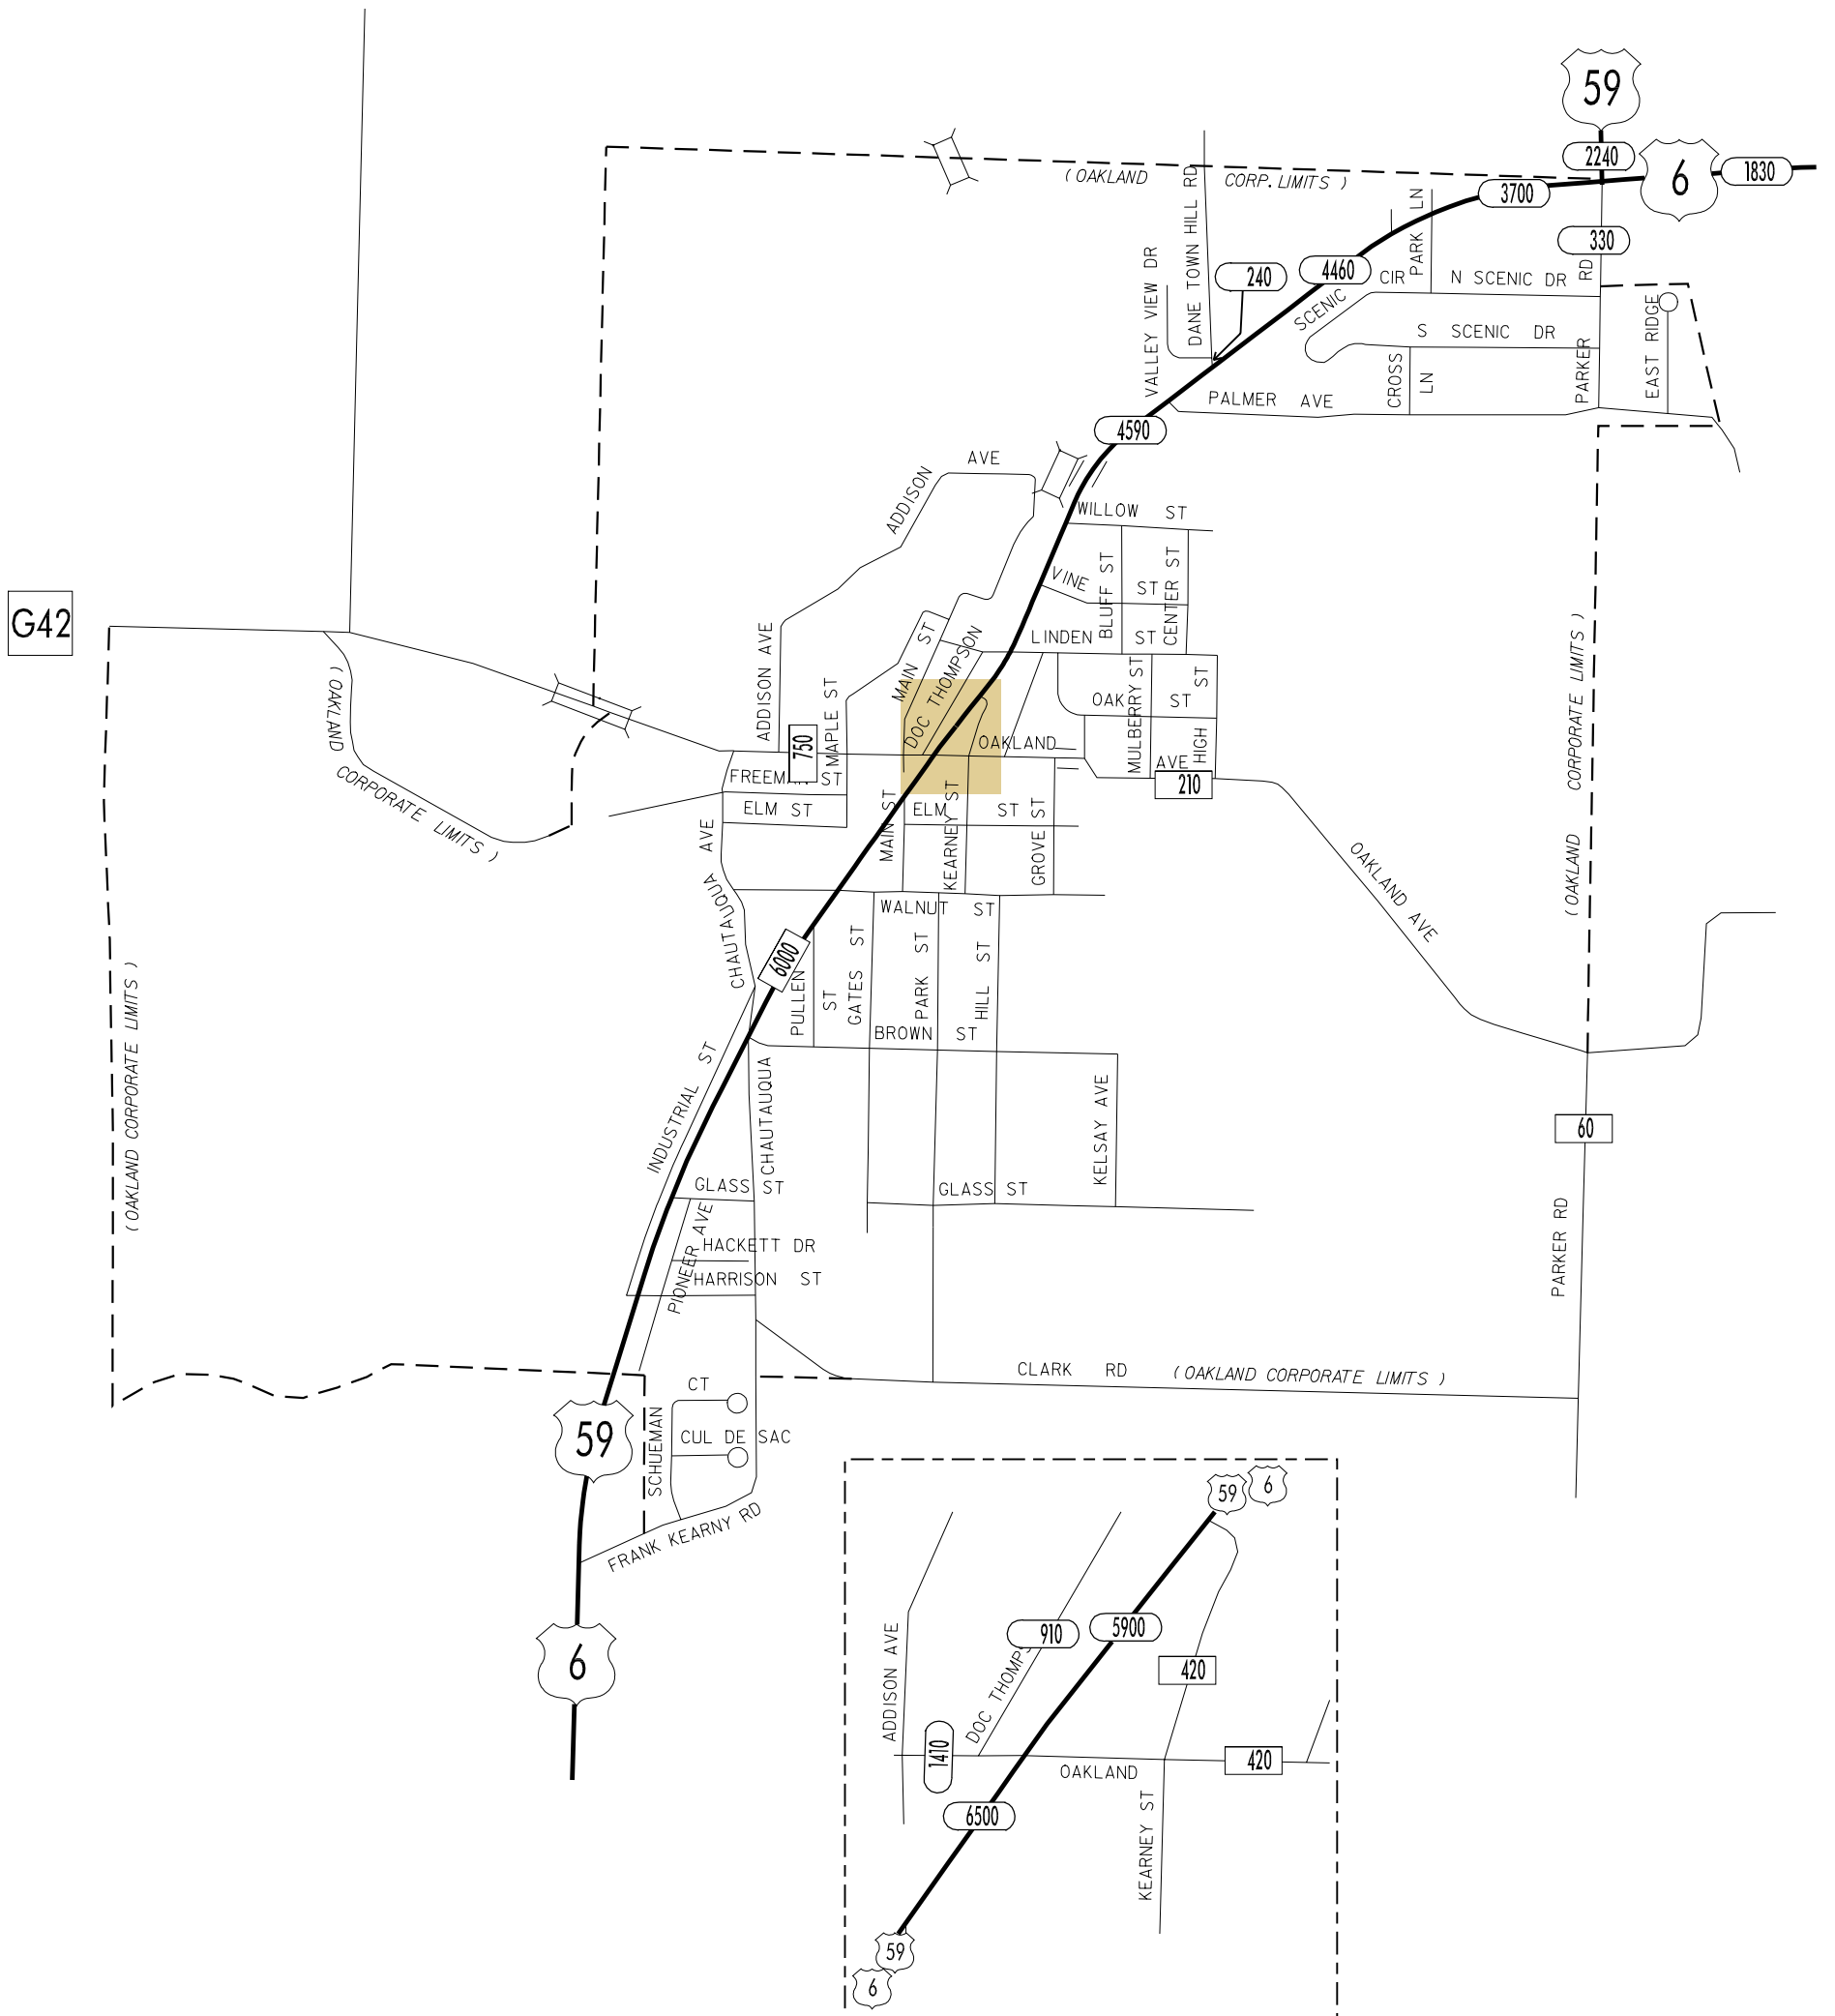 59
2240
6
1830
3700
( OAKLAND CORP. LIMITS )
330
240
4460
VALLEY VIEW DR
DANE TOWN HILL RD
PARK LN
SCENIC CIR
N SCENIC DR
PARKER RD
EAST RIDGE
S SCENIC DR
CROSS LN
PALMER AVE
4590
ADDISON AVE
WILLOW ST
VINE ST
BLUFF ST
CENTER ST
LINDEN ST
G42
( OAKLAND CORPORATE LIMITS )
ADDISON AVE
MAPLE ST
MAIN ST
DOC THOMPSON
OAK ST
MULBERRY ST
HIGH ST
750
OAKLAND AVE
210
FREEMAN ST
ELM ST
MAIN ST
ELM ST
KEARNEY ST
GROVE ST
OAKLAND AVE
( OAKLAND CORPORATE LIMITS )
CHAUTAUQUA AVE
WALNUT ST
6000
PULLEN ST
GATES ST
PARK ST
HILL ST
BROWN ST
( OAKLAND CORPORATE LIMITS )
INDUSTRIAL ST
CHAUTAUQUA
KELSAY AVE
60
GLASS ST
GLASS ST
PIONEER AVE
HACKETT DR
HARRISON ST
PARKER RD
CLARK RD
( OAKLAND CORPORATE LIMITS )
CT
59
SCHUEMAN
CUL DE SAC
FRANK KEARNY RD
6
59
6
910
5900
ADDISON AVE
DOC THOMPS
420
1410
OAKLAND
420
6500
KEARNEY ST
59
6